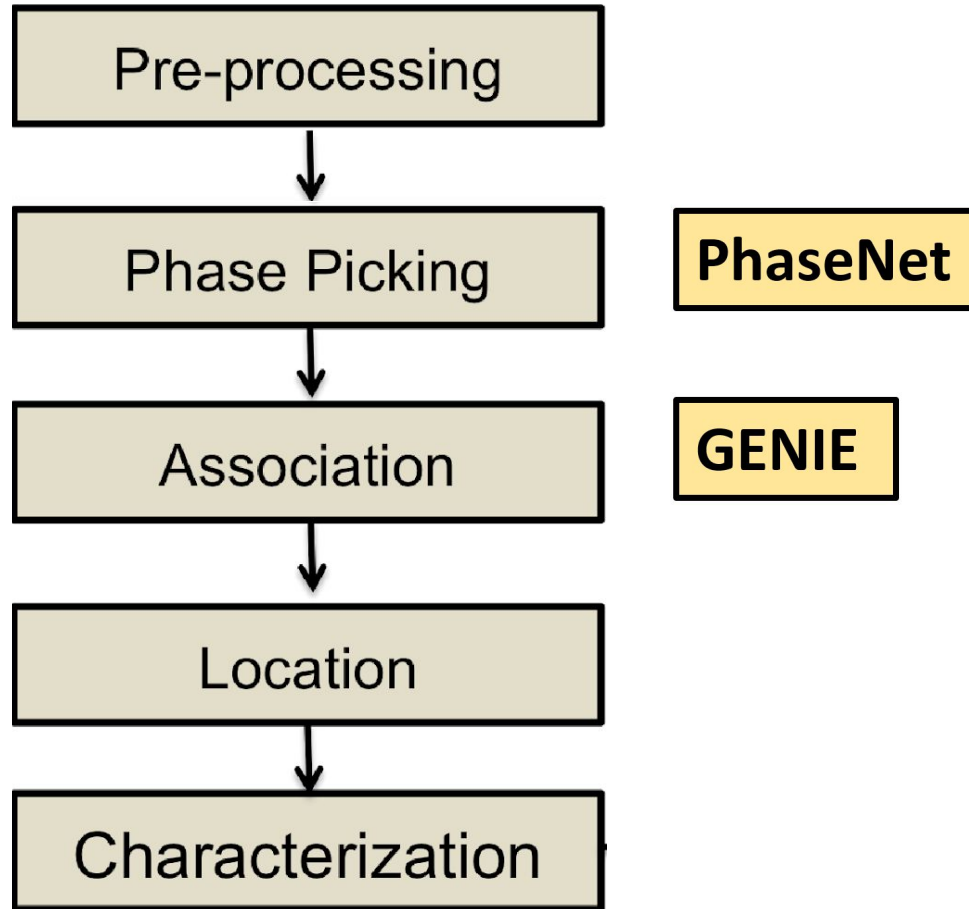 Pre-processing
Phase Picking
PhaseNet
Association
GENIE
Location
Characterization